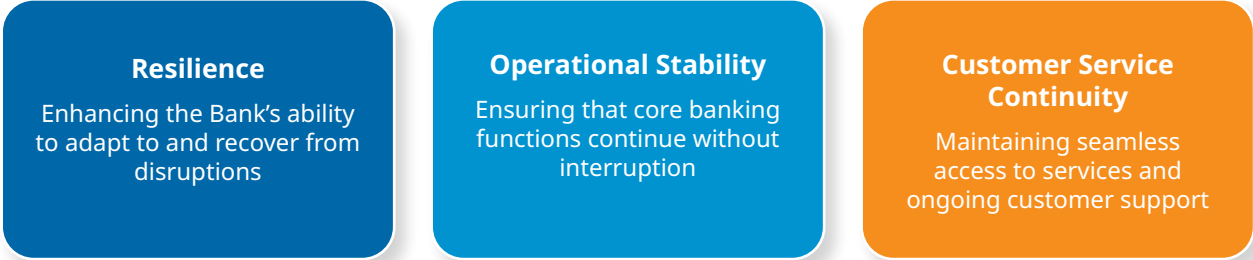 Resilience
Enhancing the Bank’s ability
to adapt to and recover from
disruptions
Operational Stability
Ensuring that core banking
functions continue without
interruption
Customer Service
Continuity
Maintaining seamless
access to services and
ongoing customer support